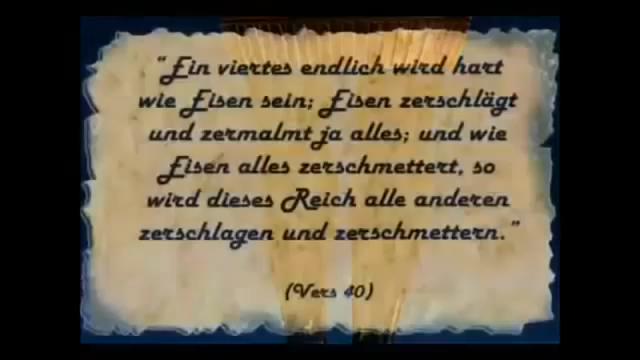 "Ein viertes endlich wird hart
wie Eisen sein; Eisen zerschlägt
und zermalmt ja alles; und wie
Eisen alles zerschmettert, so
wird dieses Reich alle anderen
zerschlagen und zerschmettern."
(Vers 40)